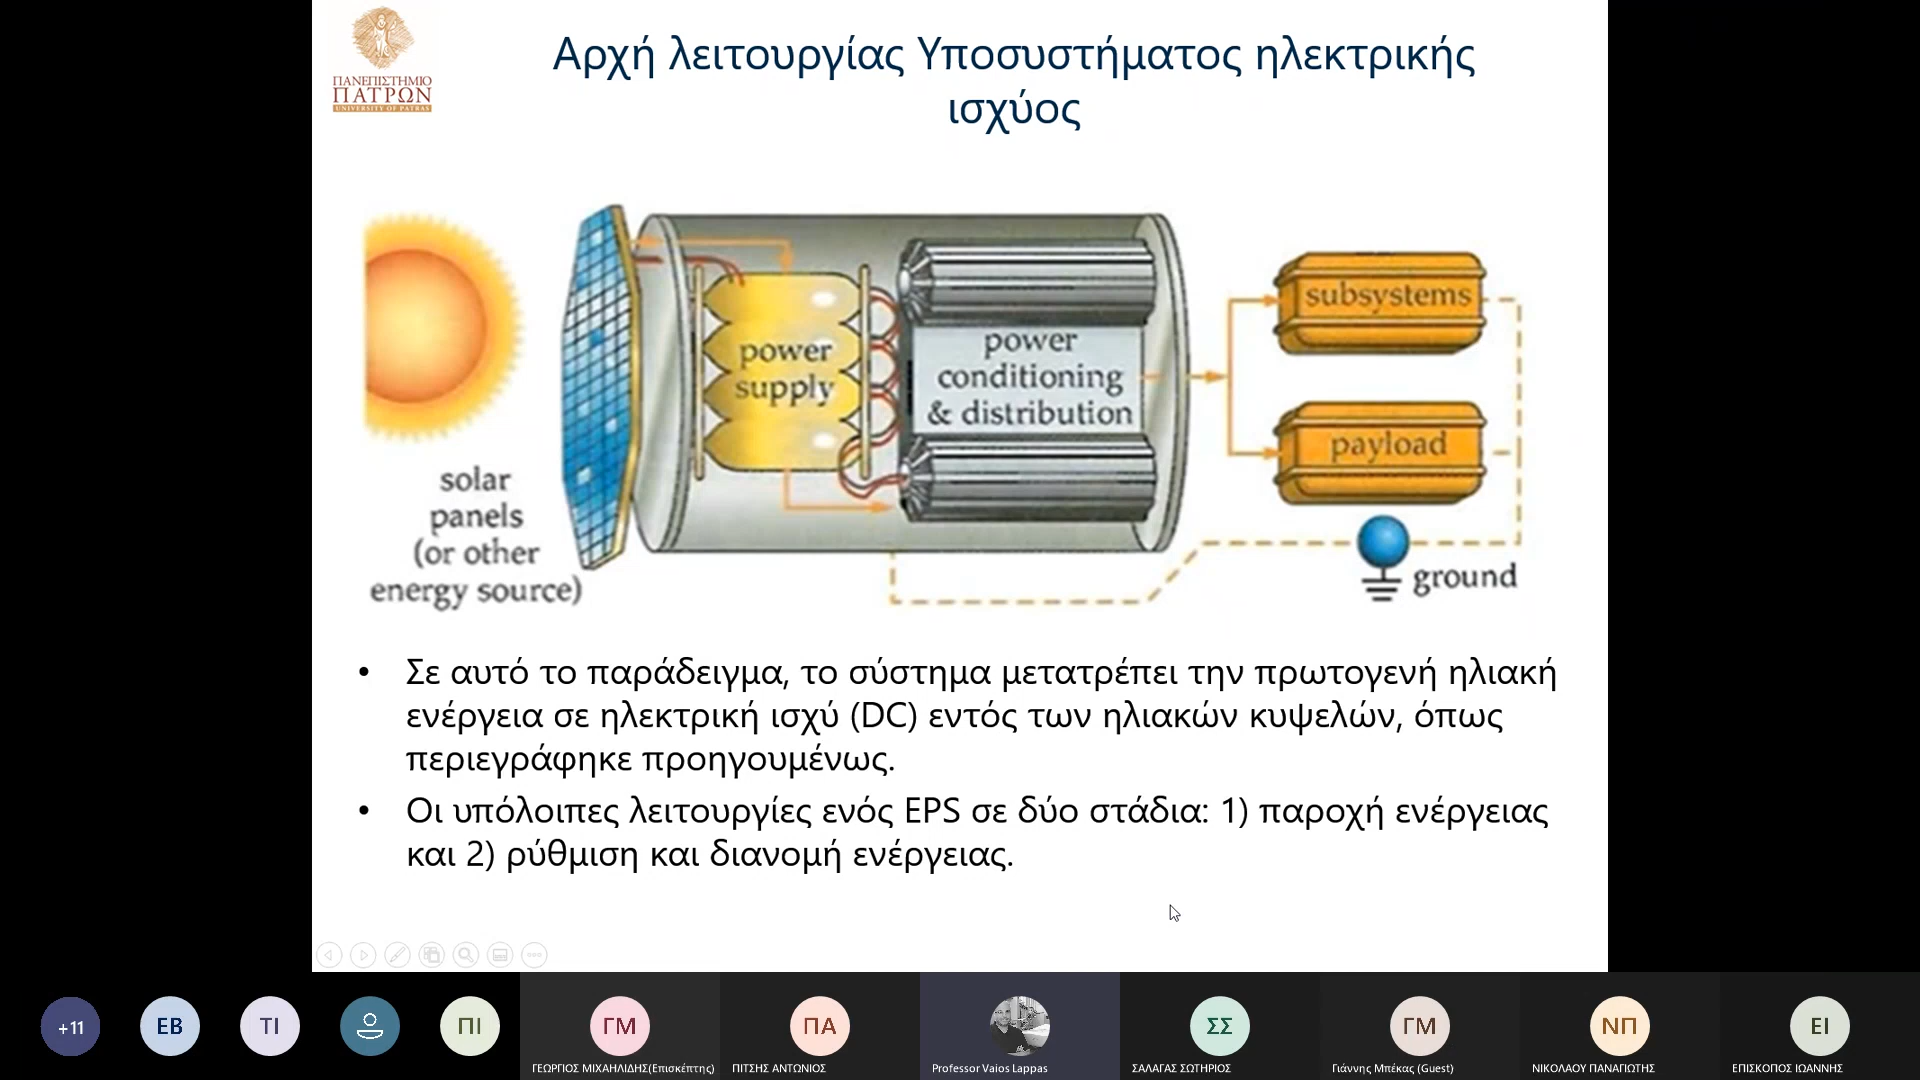 ΠΑΝΕΠΙΣΤΗΜΙΟ
ΠΑΤΡΩΝ
UNIVERSITY OF PATRAS
Αρχή λειτουργίας Υποσυστήματος ηλεκτρικής
ισχύος
solar
panels
(or other
energy source)
power
supply
power
conditioning
& distribution
subsystems
payload
ground
• Σε αυτό το παράδειγμα, το σύστημα μετατρέπει την πρωτογενή ηλιακή
ενέργεια σε ηλεκτρική ισχύ (DC) εντός των ηλιακών κυψελών, όπως
περιεγράφηκε προηγουμένως.
• Οι υπόλοιπες λειτουργίες ενός EPS σε δύο στάδια: 1) παροχή ενέργειας
και 2) ρύθμιση και διανομή ενέργειας.
+11
ΕΒ
ΤΙ
ΠΙ
ΓΜ
ΓΕΩΡΓΙΟΣ ΜΙΧΑΗΛΙΔΗΣ(Επισκέπτης)
ΠΑ
ΠΙΤΣΗΣ ΑΝΤΩΝΙΟΣ
Professor Vaios Lappas
ΣΣ
ΣΑΛΑΓΑΣ ΣΩΤΗΡΙΟΣ
ΓΜ
Γιάννης Μπέκας (Guest)
ΝΠ
ΝΙΚΟΛΑΟΥ ΠΑΝΑΓΙΩΤΗΣ
ΕΙ
ΕΠΙΣΚΟΠΟΣ ΙΩΑΝΝΗΣ